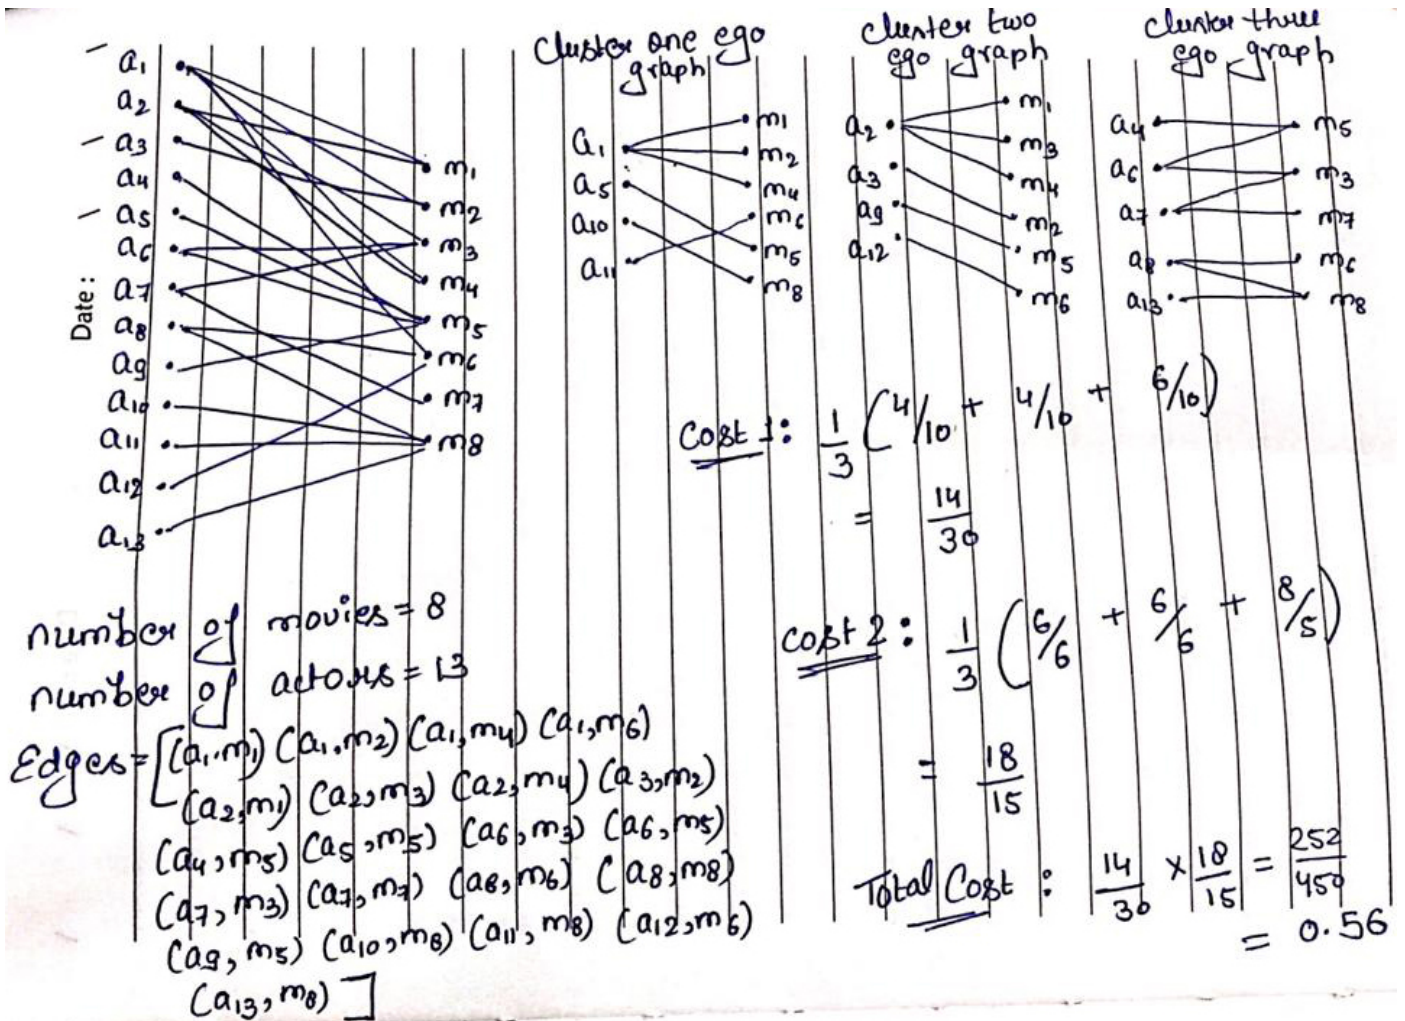 Date:
a1
a2
a3
a4
a5
a6
a7
a8
a9
a10
a11
a12
a13
m1
m2
m3
m4
m5
m6
m7
m8
Cluster one ego
graph
a1
a5
a10
a11
m1
m2
m4
m6
m5
m8
cluster two
ego graph
a2
a3
a9
a12
m1
m3
m4
m2
m5
m6
cluster three
ego graph
a4
a6
a7
a8
a13
m5
m3
m7
m6
m8
Cost 1: 1/3 (4/10 + 4/10 + 6/10)
= 14/30
number of movies = 8
number of actors = 13
Edges = [(a1,m1) (a1,m2) (a1,m4) (a1,m6)
(a2,m1) (a2,m3) (a2,m4) (a3,m2)
(a4,m5) (a5,m5) (a6,m3) (a6,m5)
(a7,m3) (a7,m7) (a8,m6) (a8,m8)
(a9,m5) (a10,m8) (a11,m8) (a12,m6)
(a13,m8)]
cost 2: 1/3 (6/6 + 6/6 + 8/5)
= 18/15
Total Cost: 14/30 × 18/15 = 252/450
= 0.56